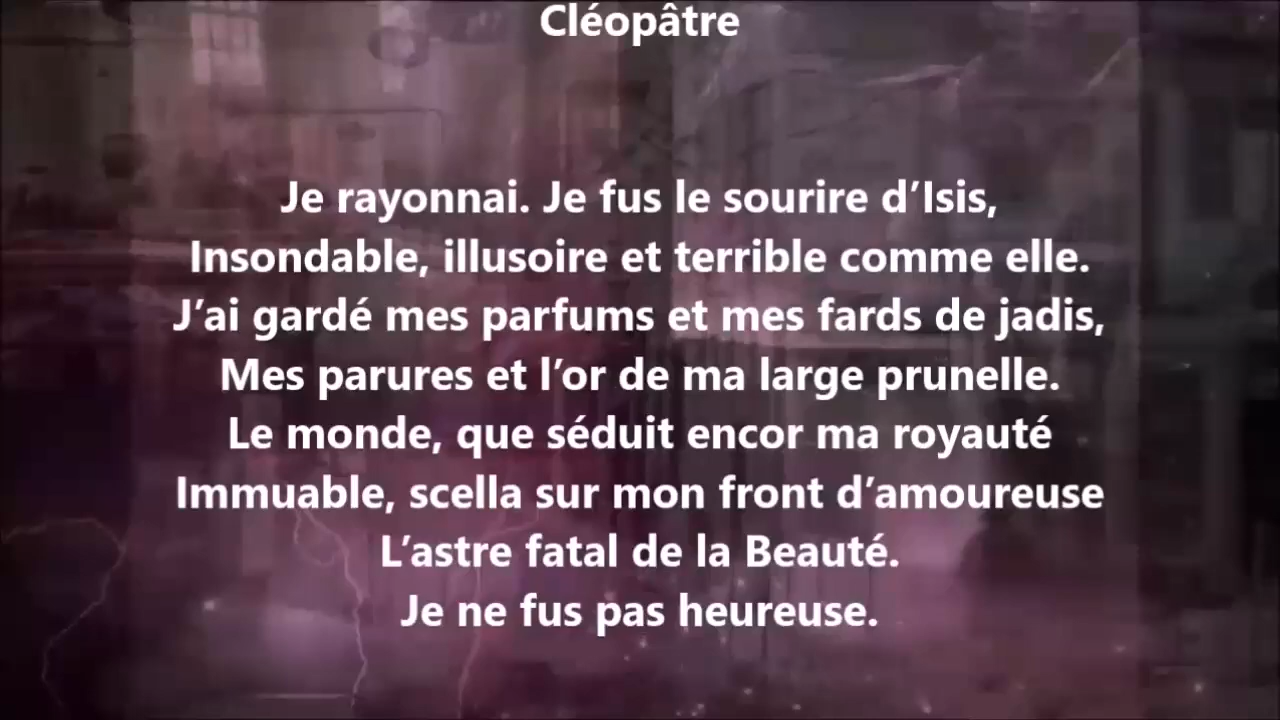 Cléopâtre
Je rayonnai. Je fus le sourire d’Isis,
Insondable, illusoire et terrible comme elle.
J’ai gardé mes parfums et mes fards de jadis,
Mes parures et l’or de ma large prunelle.
Le monde, que séduit encor ma royauté
Immuable, scella sur mon front d’amoureuse
L’astre fatal de la Beauté.
Je ne fus pas heureuse.